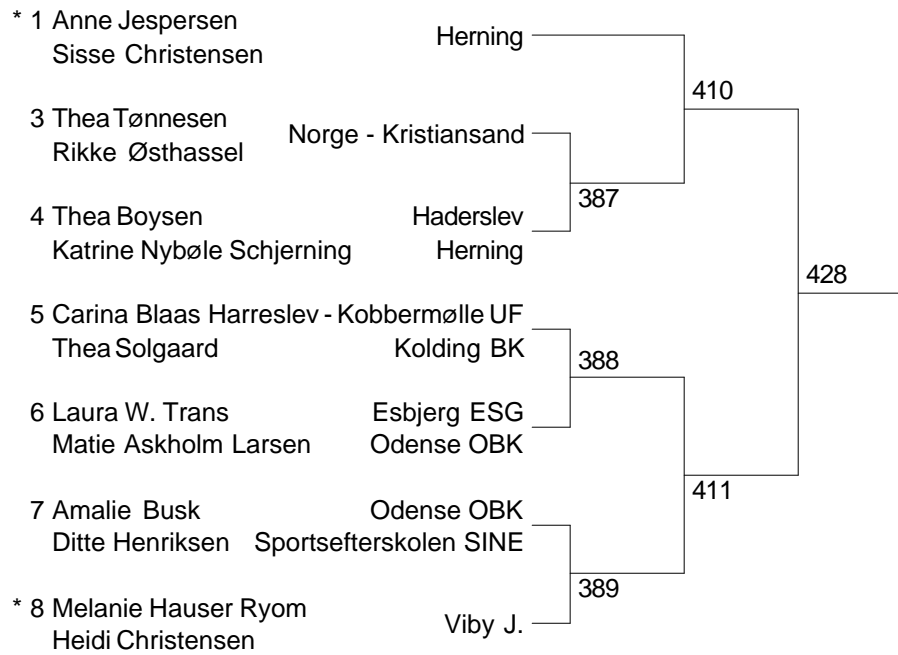 * 1 Anne Jespersen
Herning
Sisse Christensen
410
3 Thea Tønnesen
Norge - Kristiansand
Rikke Østhassel
387
4 Thea Boysen Haderslev
Katrine Nybøle Schjerning Herning
428
5 Carina Blaas Harreslev - Kobbermølle UF
Thea Solgaard Kolding BK
388
6 Laura W. Trans Esbjerg ESG
Matie Askholm Larsen Odense OBK
411
7 Amalie Busk Odense OBK
Ditte Henriksen Sportsefterskolen SINE
389
* 8 Melanie Hauser Ryom
Viby J.
Heidi Christensen